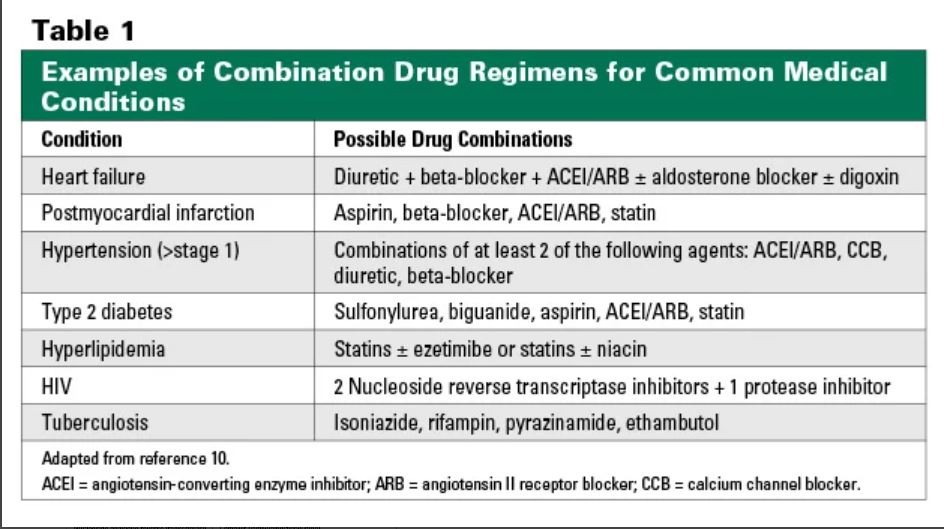 Table 1
Examples of Combination Drug Regimens for Common Medical
Conditions
Condition Possible Drug Combinations
Heart failure Diuretic + beta-blocker + ACEI/ARB ± aldosterone blocker ± digoxin
Postmyocardial infarction Aspirin, beta-blocker, ACEI/ARB, statin
Hypertension (>stage 1) Combinations of at least 2 of the following agents: ACEI/ARB, CCB,
diuretic, beta-blocker
Type 2 diabetes Sulfonylurea, biguanide, aspirin, ACEI/ARB, statin
Hyperlipidemia Statins ± ezetimibe or statins ± niacin
HIV 2 Nucleoside reverse transcriptase inhibitors + 1 protease inhibitor
Tuberculosis Isoniazide, rifampin, pyrazinamide, ethambutol
Adapted from reference 10.
ACEI = angiotensin-converting enzyme inhibitor; ARB = angiotensin II receptor blocker; CCB = calcium channel blocker.